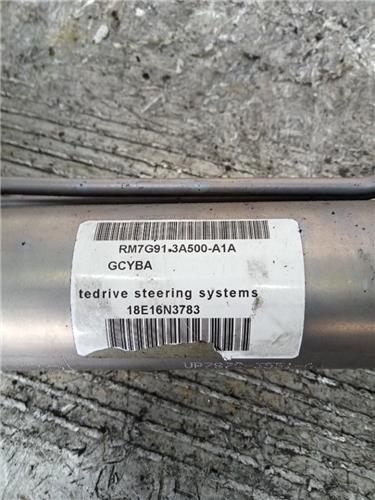 RM7G91-3A500-A1A
GCYBA
tedrive steering systems
18E16N3783